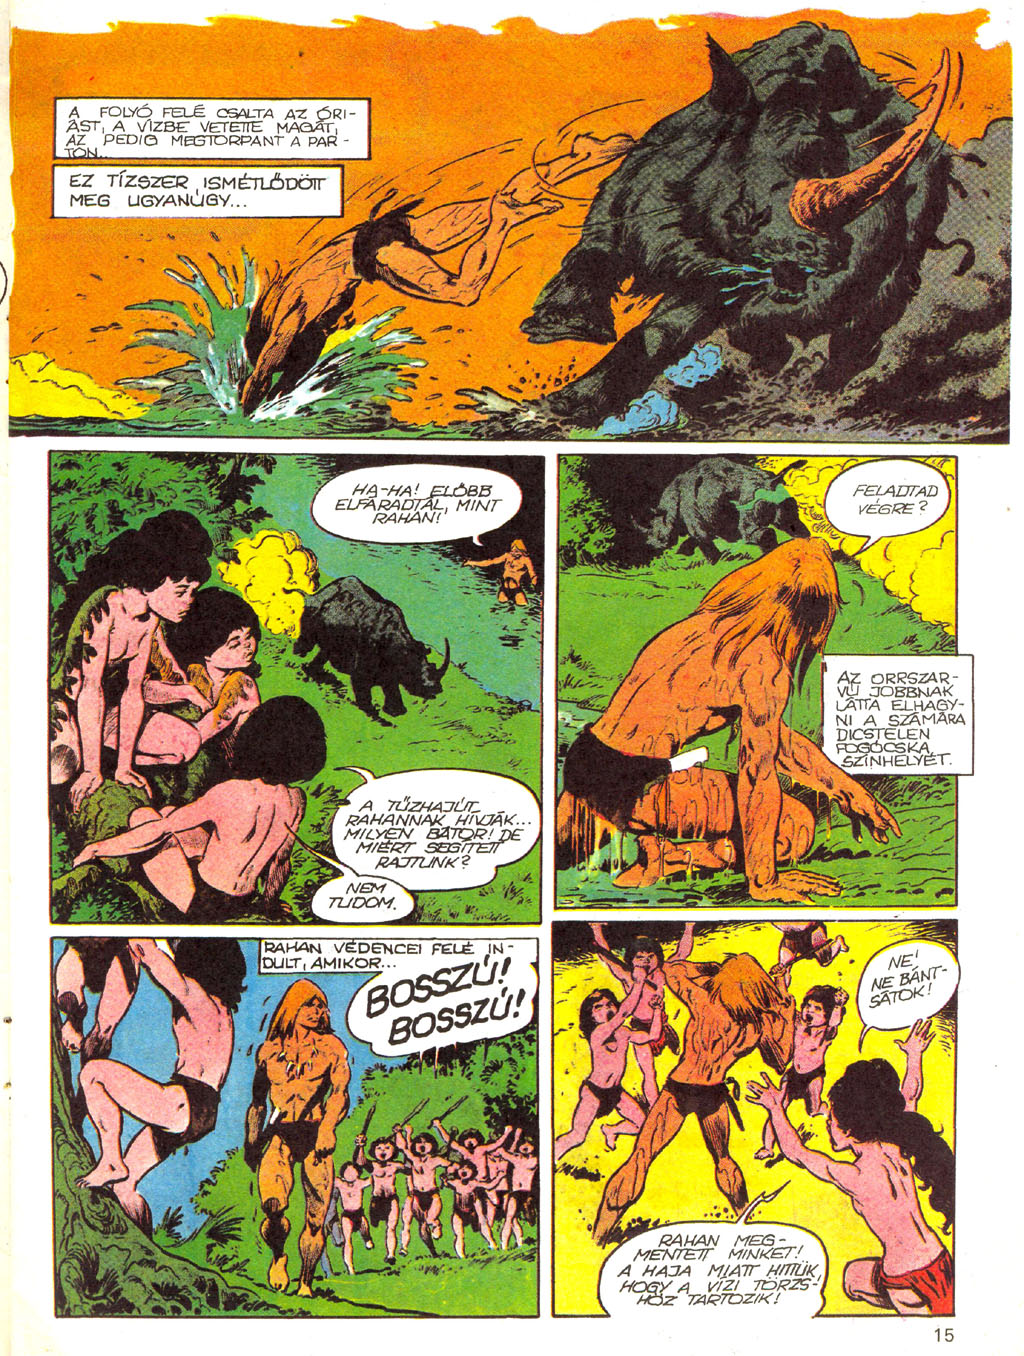 A FOLYÓ FELÉ CSALTA AZ ÓRI-
ÁST, A VÍZBE VETETTE MAGÁT,
AZ PEDIG MEGTORPANT A PAR-
TON...
EZ TÍZSZER ISMÉTLŐDÖTT
MEG UGYANÚGY...
HA-HA! ELŐBB
ELFÁRADTÁL, MINT
RAHAN!
A TŰZHAJÚT
RAHANNAK HÍVJÁK...
MILYEN BÁTOR! DE
MIÉRT SEGÍTETT
RAJTUNK?
NEM
TUDOM.
FELADTAD
VÉGRE?
AZ ORRSZAR-
VÚ JOBBNAK
LÁTTA ELHAGY-
NI A SZÁMÁRA
DICSTELEN
FOGÓCSKA
SZÍNHELYÉT.
RAHAN VÉDENCEI FELÉ IN-
DULT, AMIKOR...
BOSSZÚ!
BOSSZÚ!
NE!
NE BÁNT-
SÁTOK!
RAHAN MEG-
MENTETT MINKET!
A HAJA MIATT HITTÜK,
HOGY A VÍZI TÖRZS-
HÖZ TARTOZIK!
15